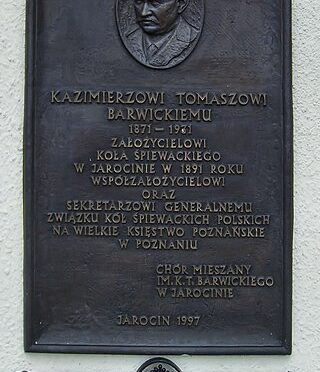 KAZIMIERZOWI TOMASZOWI
BARWICKIEMU
1871 – 1931
ZAŁOŻYCIELOWI
KOŁA ŚPIEWACKIEGO
W JAROCINIE W 1891 ROKU
WSPÓŁZAŁOŻYCIELOWI
ORAZ
SEKRETARZOWI GENERALNEMU
ZWIĄZKU KÓŁ ŚPIEWACKICH POLSKICH
NA WIELKIE KSIĘSTWO POZNAŃSKIE
W POZNANIU
CHÓR MIESZANY
IM. K.T. BARWICKIEGO
W JAROCINIE
JAROCIN 1997